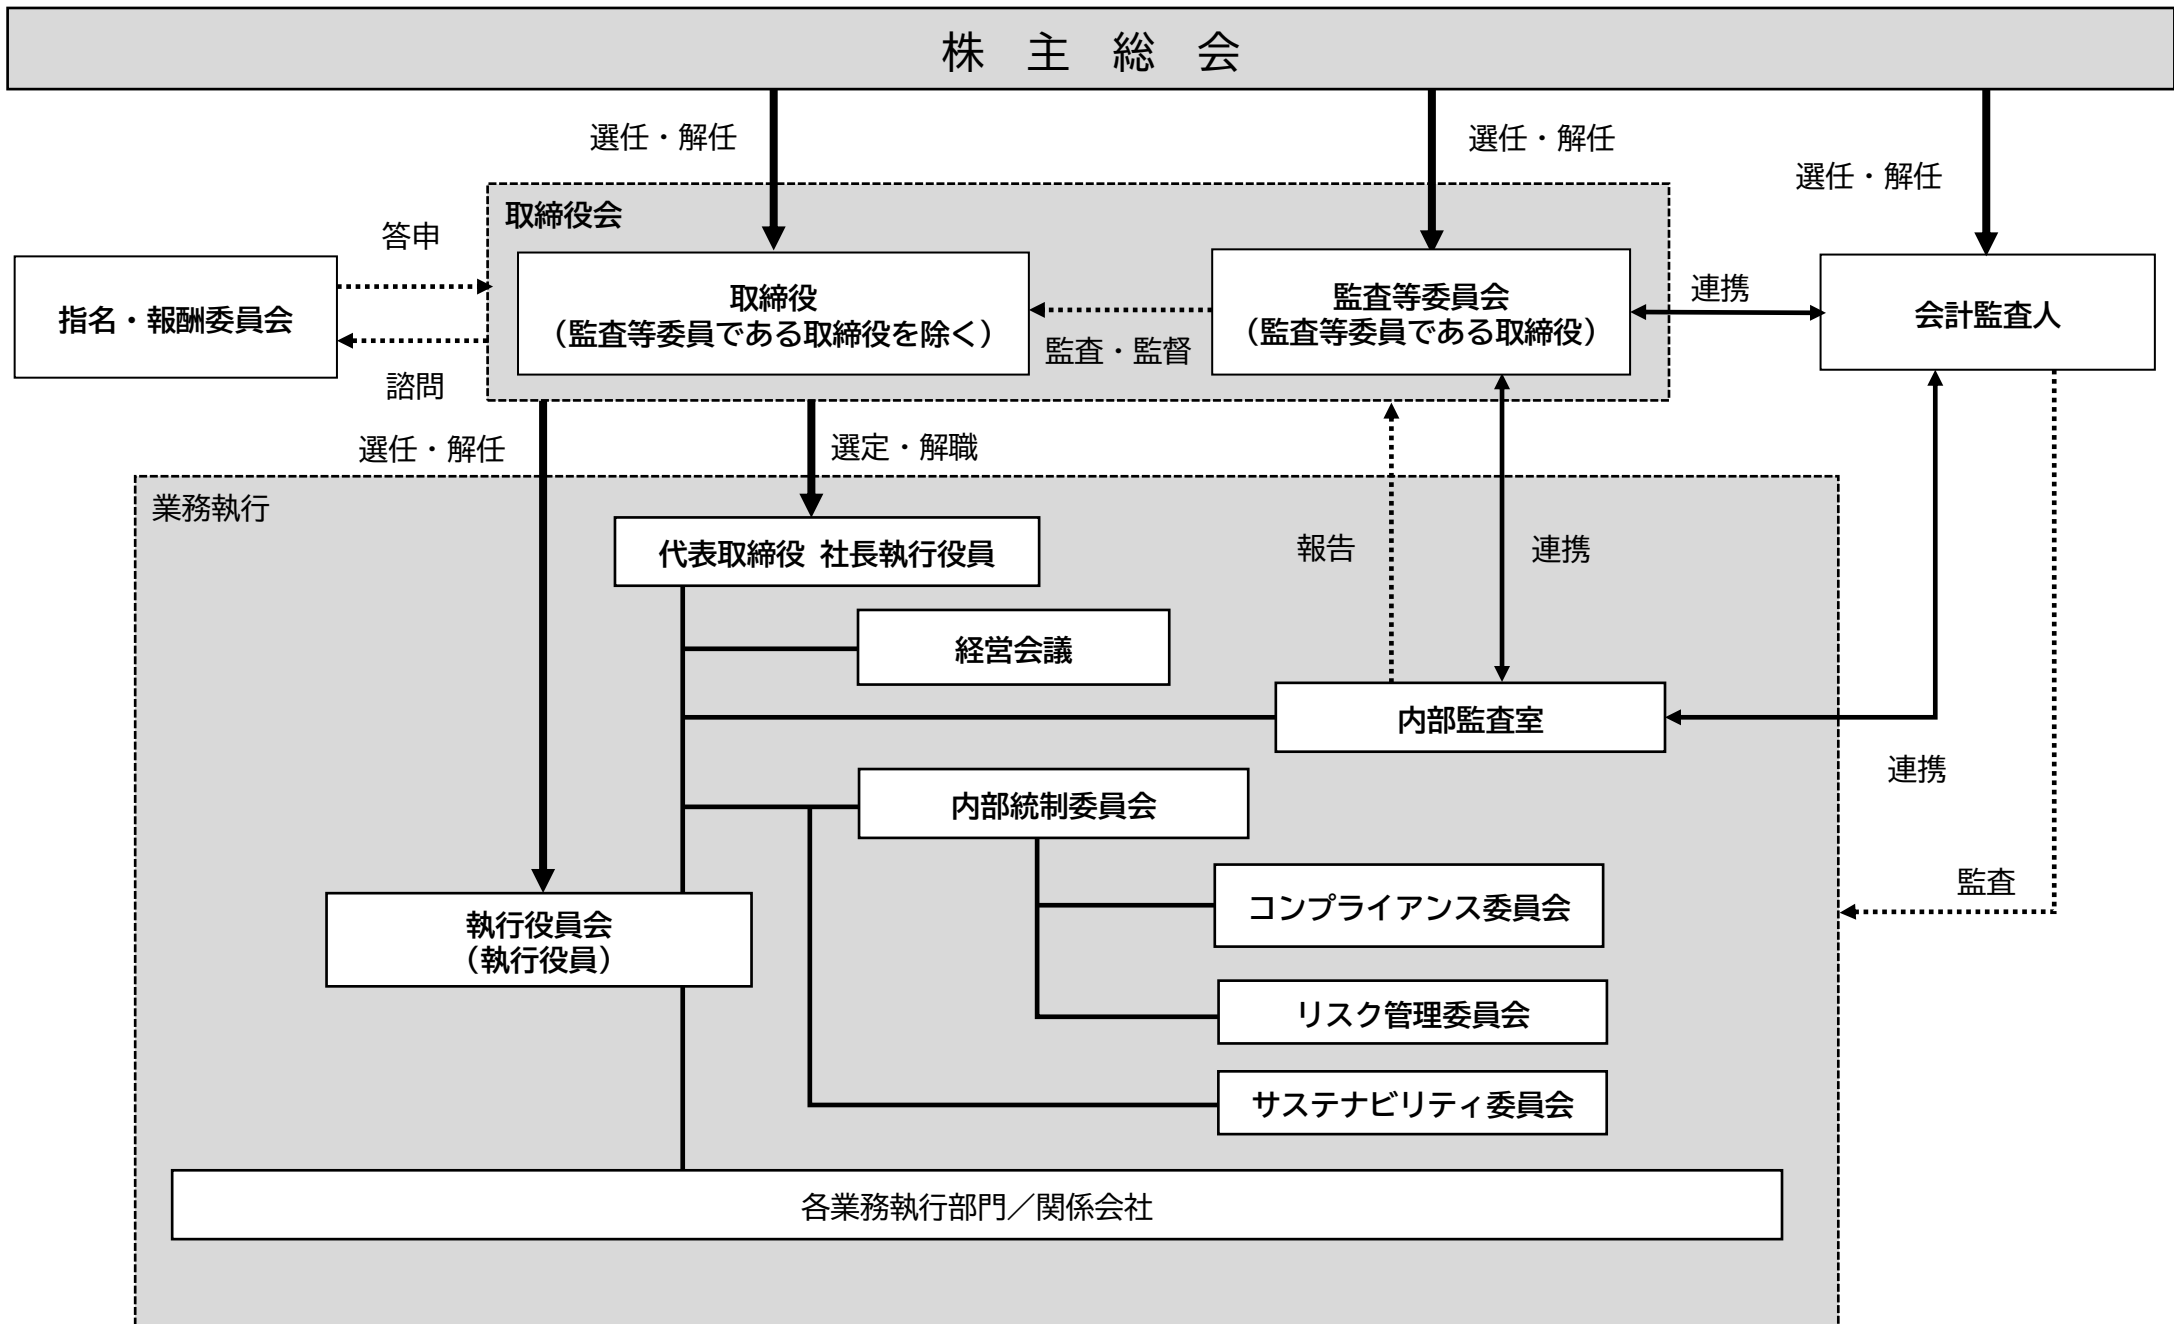 株 主 総 会
選任・解任
選任・解任
選任・解任
取締役会
答申
指名・報酬委員会
諮問
取締役
（監査等委員である取締役を除く）
監査・監督
監査等委員会
（監査等委員である取締役）
連携
会計監査人
選任・解任
選定・解職
業務執行
代表取締役 社長執行役員
報告
連携
経営会議
内部監査室
連携
内部統制委員会
監査
コンプライアンス委員会
執行役員会
（執行役員）
リスク管理委員会
サステナビリティ委員会
各業務執行部門／関係会社